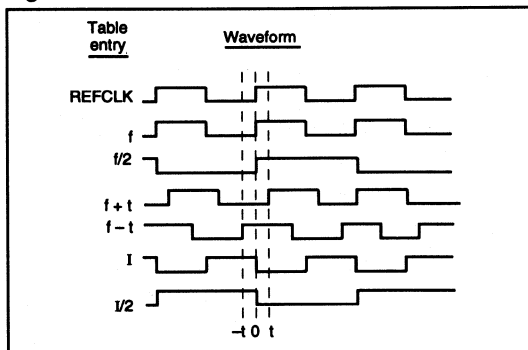 Table
entry
Waveform
REFCLK
f
f/2
f + t
f − t
I
I/2
−t 0 t